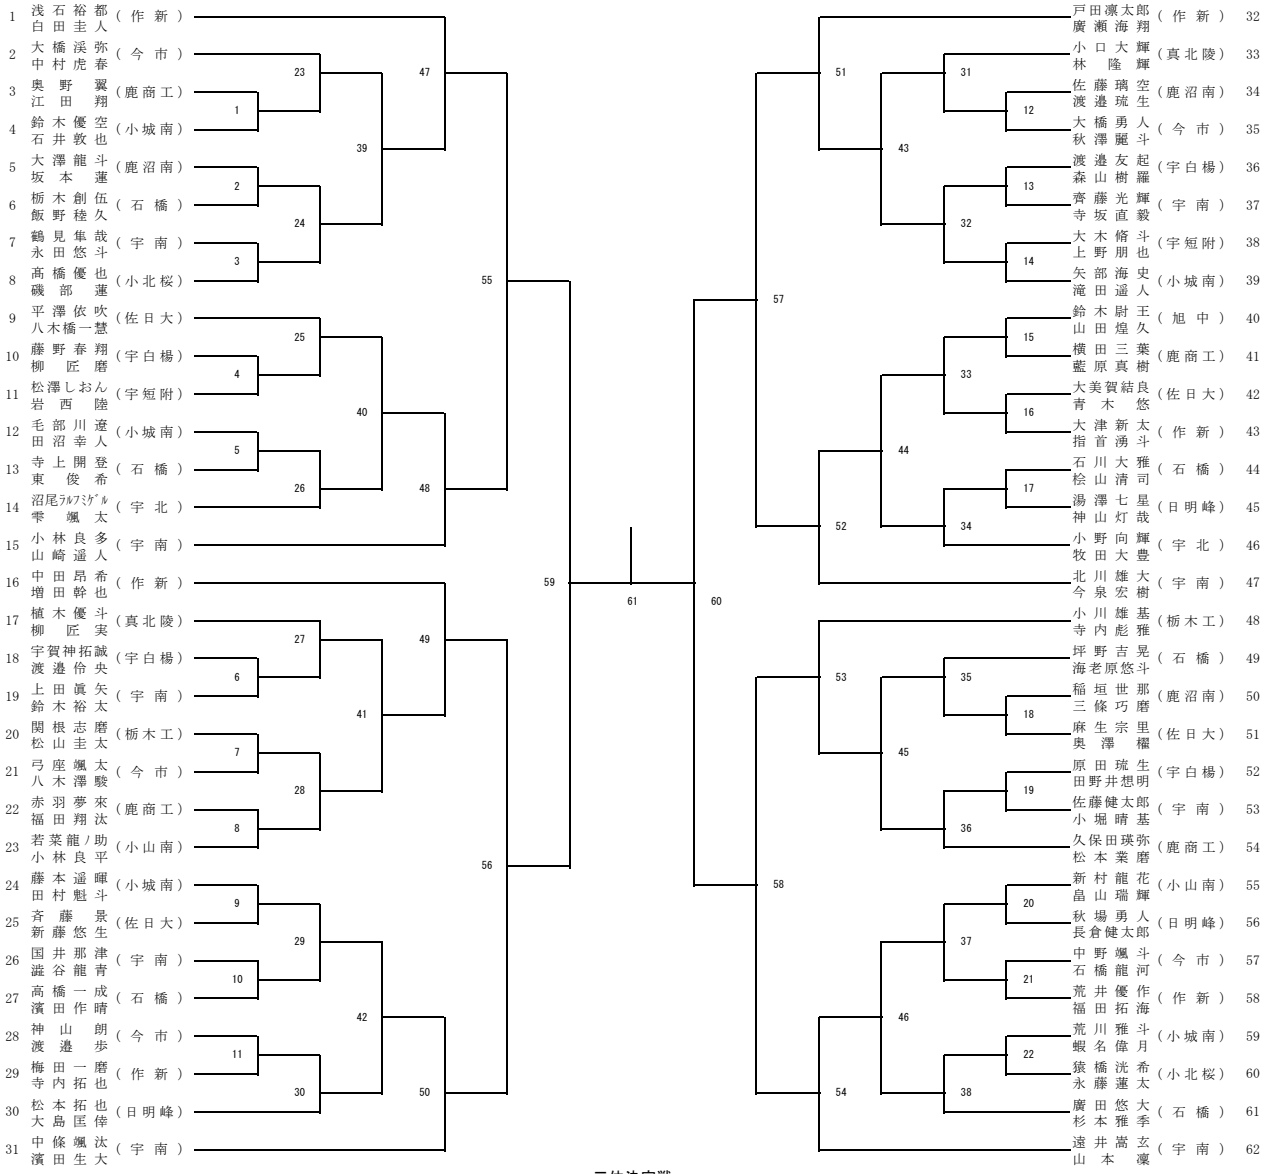 1 浅石裕都 (作新)
白田圭人
2 大橋渓弥 (今市)
中村虎春
3 奥野翼 (鹿商工)
江田翔
4 鈴木優空 (小城南)
石井敦也
5 大澤龍斗 (鹿沼南)
坂本蓮
6 栃木創伍 (石橋)
飯野稜久
7 鶴見隼哉 (宇南)
永田悠斗
8 髙橋優也 (小北桜)
磯部蓮
9 平澤依吹 (佐日大)
八木橋一慧
10 藤野春翔 (宇白楊)
柳匠磨
11 松澤しおん (宇短附)
岩西陸
12 毛部川遼 (小城南)
田沼幸人
13 寺上開登 (石橋)
東俊希
14 沼尾ﾗﾙﾌﾐｹﾞﾙ (宇北)
雫颯太
15 小林良多 (宇南)
山崎遥人
16 中田昂希 (作新)
増田幹也
17 植木優斗 (真北陵)
柳匠実
18 宇賀神拓誠 (宇白楊)
渡邉伶央
19 上田眞矢 (宇南)
鈴木裕太
20 関根志磨 (栃木工)
松山圭太
21 弓座颯太 (今市)
八木澤駿
22 赤羽夢來 (鹿商工)
福田翔汰
23 若菜龍ﾉ助 (小山南)
小林良平
24 藤本遥暉 (小城南)
田村魁斗
25 斉藤景 (佐日大)
新藤悠生
26 国井那津 (宇南)
澁谷龍青
27 高橋一成 (石橋)
濱田作晴
28 神山朗 (今市)
渡邉歩
29 梅田一磨 (作新)
寺内拓也
30 松本拓也 (日明峰)
大島匡倖
31 中條颯汰 (宇南)
濱田生大
戸田凛太郎 (作新) 32
廣瀬海翔
小口大輝 (真北陵) 33
林隆輝
佐藤璃空 (鹿沼南) 34
渡邉琉生
大橋勇人 (今市) 35
秋澤麗斗
渡邉友起 (宇白楊) 36
森山樹羅
齊藤光輝 (宇南) 37
寺坂直毅
大木脩斗 (宇短附) 38
上野朋也
矢部海史 (小城南) 39
滝田遥人
鈴木尉王 (旭中) 40
山田煌久
横田三葉 (鹿商工) 41
藍原真樹
大美賀結良 (佐日大) 42
青木悠
大津新太 (作新) 43
指首湧斗
石川大雅 (石橋) 44
桧山清司
湯澤七星 (日明峰) 45
神山灯哉
小野向輝 (宇北) 46
牧田大豊
北川雄大 (宇南) 47
今泉宏樹
小川雄基 (栃木工) 48
寺内彪雅
坪野吉晃 (石橋) 49
海老原悠斗
稲垣世那 (鹿沼南) 50
三條巧磨
麻生宗里 (佐日大) 51
奥澤櫂
原田琉生 (宇白楊) 52
田野井想明
佐藤健太郎 (宇南) 53
小堀晴基
久保田瑛弥 (鹿商工) 54
松本業磨
新村龍花 (小山南) 55
畠山瑞輝
秋場勇人 (日明峰) 56
長倉健太郎
中野颯斗 (今市) 57
石橋龍河
荒井優作 (作新) 58
福田拓海
荒川雅斗 (小城南) 59
蝦名偉月
猿橋洸希 (小北桜) 60
永藤蓮太
廣田悠大 (石橋) 61
杉本雅季
遠井嵩玄 (宇南) 62
山本凜
1
2
3
4
5
6
7
8
9
10
11
23
24
25
26
27
28
29
30
39
40
41
42
47
48
49
50
55
56
59
61
60
57
58
51
52
53
54
43
44
45
46
31
32
33
34
35
36
37
38
12
13
14
15
16
17
18
19
20
21
22